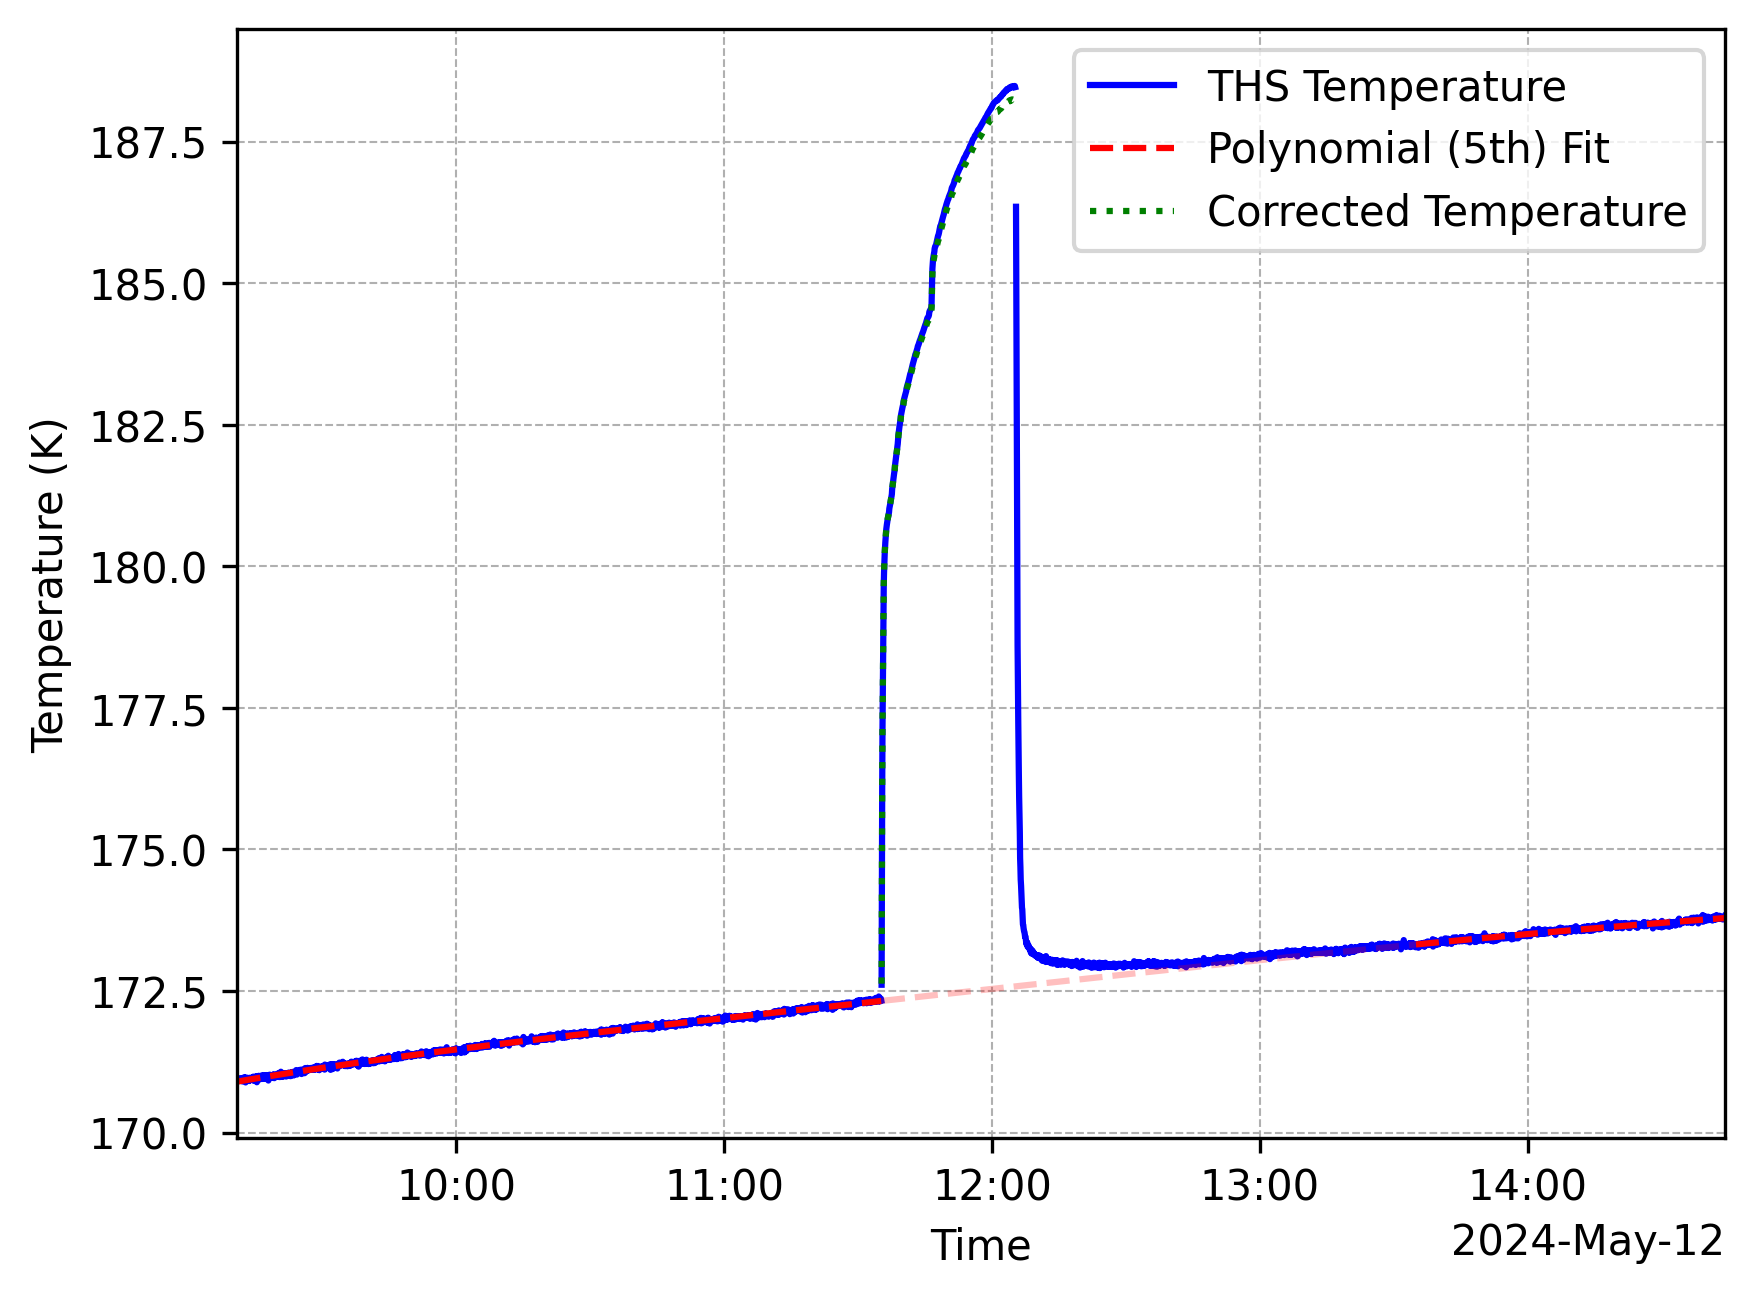 THS Temperature
Polynomial (5th) Fit
Corrected Temperature
187.5
185.0
182.5
180.0
177.5
175.0
172.5
170.0
Temperature (K)
10:00
11:00
12:00
13:00
14:00
Time
2024-May-12